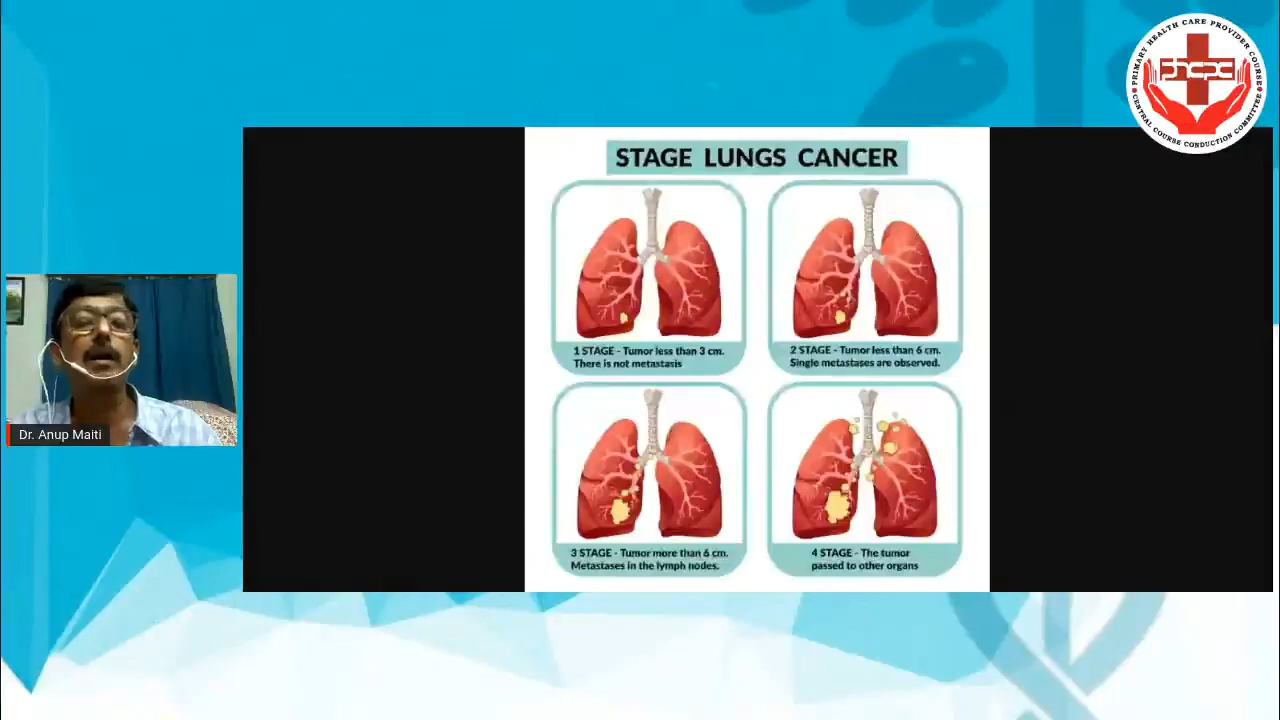 PRIMARY HEALTH CARE PROVIDER COURSE
phcpc
CENTRAL COURSE CONDUCTION COMMITTEE
STAGE LUNGS CANCER
1 STAGE - Tumor less than 3 cm.
There is not metastasis
2 STAGE - Tumor less than 6 cm.
Single metastases are observed.
3 STAGE - Tumor more than 6 cm.
Metastases in the lymph nodes.
4 STAGE - The tumor
passed to other organs
Dr. Anup Maiti